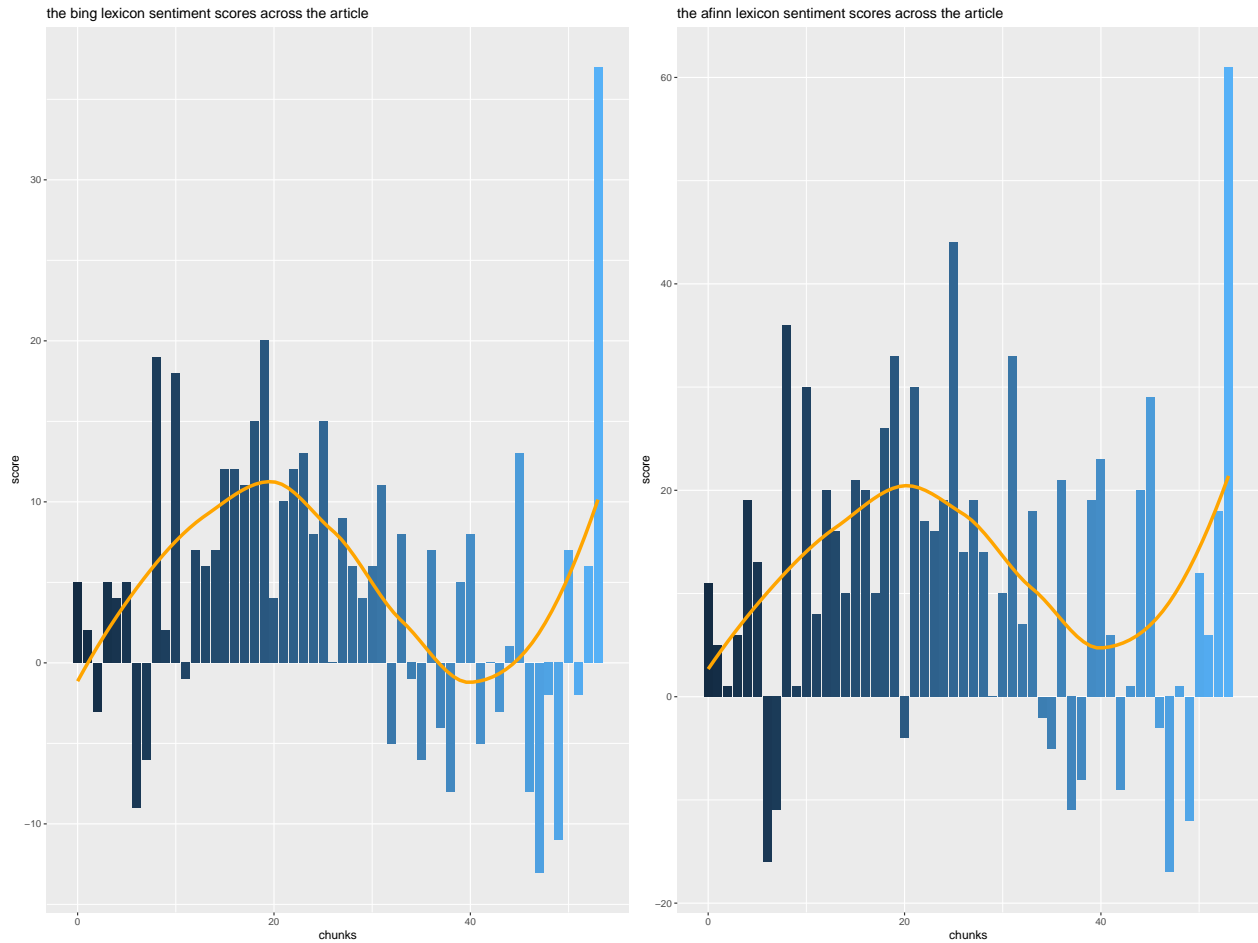 the bing lexicon sentiment scores across the article
score
30
20
10
0
−10
0 20 40
chunks
the afinn lexicon sentiment scores across the article
score
60
40
20
0
−20
0 20 40
chunks